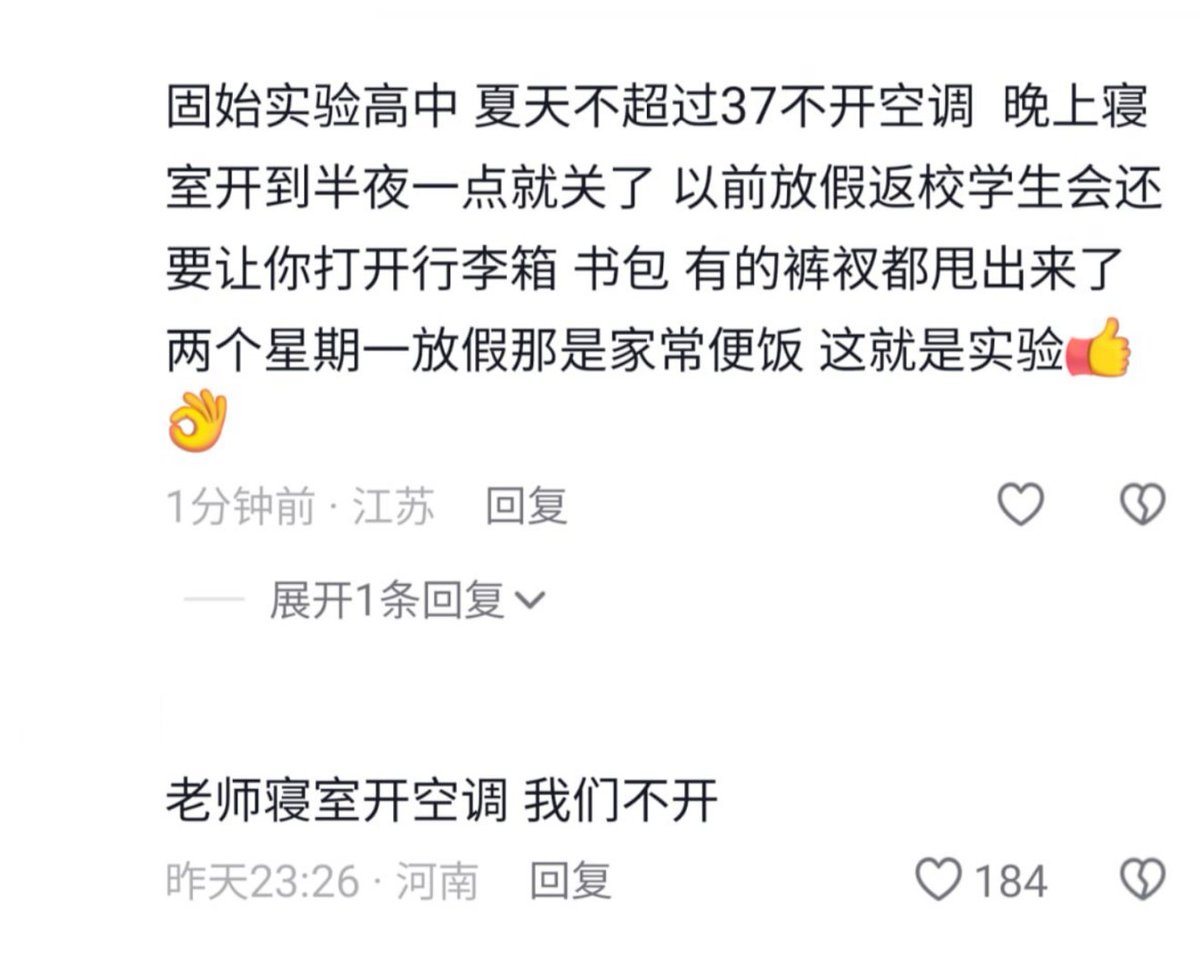 固始实验高中 夏天不超过37不开空调 晚上寝
室开到半夜一点就关了 以前放假返校学生会还
要让你打开行李箱 书包 有的裤衩都甩出来了
两个星期一放假那是家常便饭 这就是实验👍
👌
1分钟前 · 江苏 回复
展开1条回复
老师寝室开空调 我们不开
昨天23:26 · 河南 回复 184